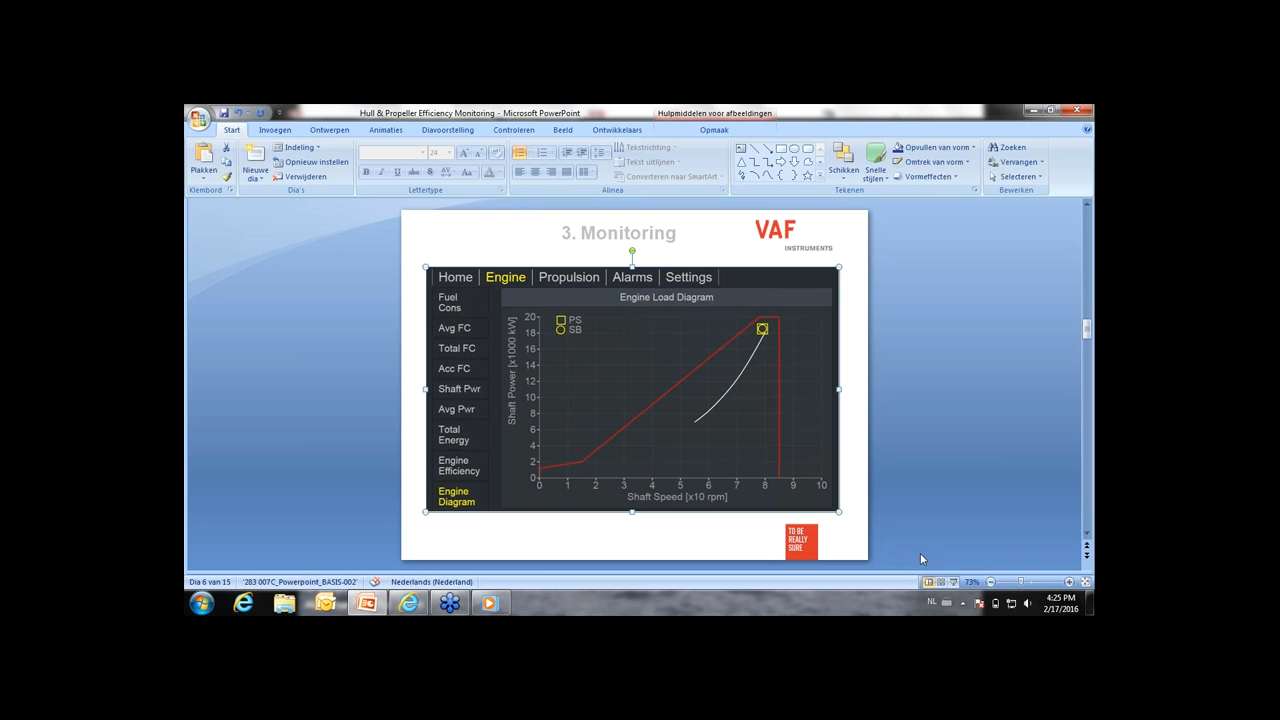 Hull & Propeller Efficiency Monitoring - Microsoft PowerPoint
Hulpmiddelen voor afbeeldingen
Start
Invoegen
Ontwerpen
Animaties
Diavoorstelling
Controleren
Beeld
Ontwikkelaars
Opmaak
Plakken
Klembord
Nieuwe
dia
Indeling
Opnieuw instellen
Verwijderen
Dia's
24
Lettertype
Tekstrichting
Tekst uitlijnen
Converteren naar SmartArt
Alinea
Schikken
Snelle
stijlen
Opvullen van vorm
Omtrek van vorm
Vormeffecten
Tekenen
Zoeken
Vervangen
Selecteren
Bewerken
3. Monitoring
VAF
INSTRUMENTS
Home
Engine
Propulsion
Alarms
Settings
Fuel
Cons
Avg FC
Total FC
Acc FC
Shaft Pwr
Avg Pwr
Total
Energy
Engine
Efficiency
Engine
Diagram
Engine Load Diagram
PS
SB
Shaft Power [x1000 kW]
20
18
16
14
12
10
8
6
4
2
0
0 1 2 3 4 5 6 7 8 9 10
Shaft Speed [x10 rpm]
TO BE
REALLY
SURE
Dia 6 van 15
'283 007C_Powerpoint_BASIS-002'
Nederlands (Nederland)
73%
NL
4:25 PM
2/17/2016